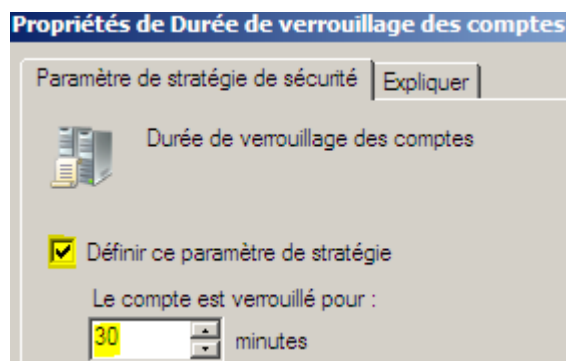 Propriétés de Durée de verrouillage des comptes
Paramètre de stratégie de sécurité Expliquer
Durée de verrouillage des comptes
Définir ce paramètre de stratégie
Le compte est verrouillé pour :
30 minutes